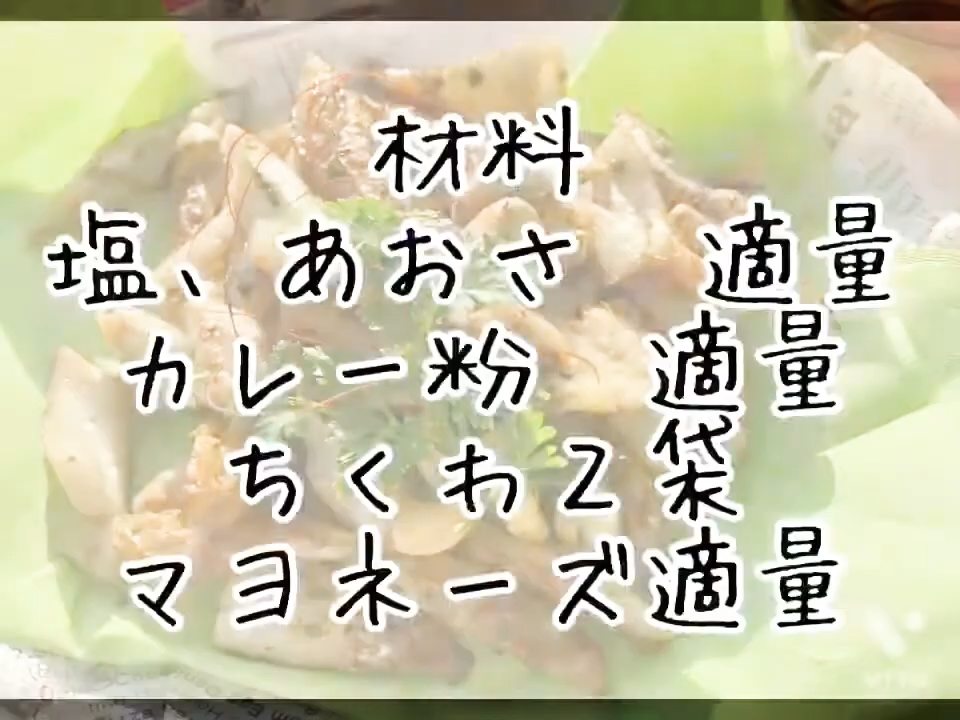 材料
塩、あおさ　適量
カレー粉　適量
ちくわ2袋
マヨネーズ適量